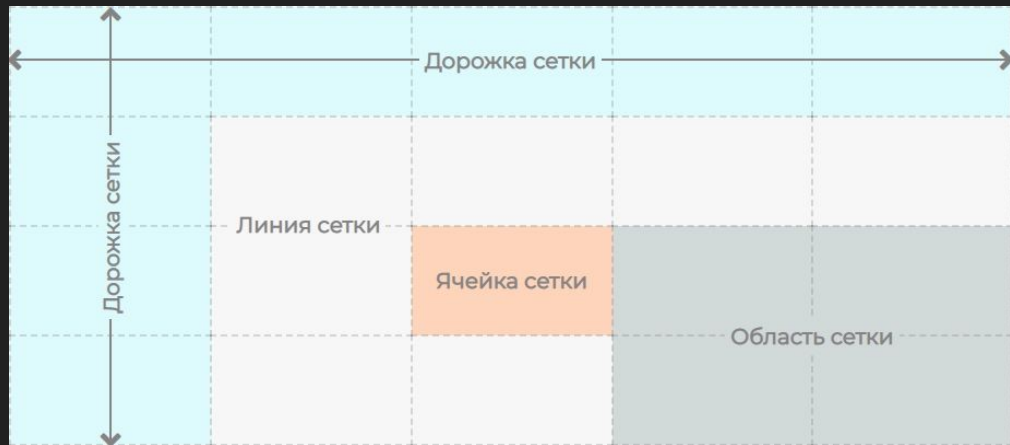 Дорожка сетки
Дорожка сетки
Линия сетки
Ячейка сетки
Область сетки